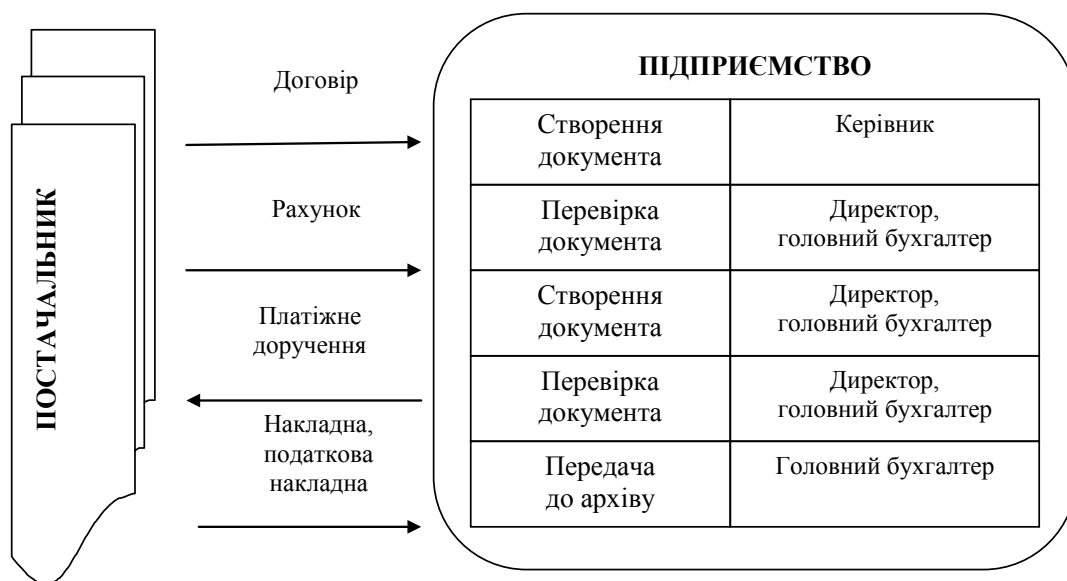 ПОСТАЧАЛЬНИК
Договір
Рахунок
Платіжне
доручення
Накладна,
податкова
накладна
ПІДПРИЄМСТВО
Створення
документа
Керівник
Перевірка
документа
Директор,
головний бухгалтер
Створення
документа
Директор,
головний бухгалтер
Перевірка
документа
Директор,
головний бухгалтер
Передача
до архіву
Головний бухгалтер